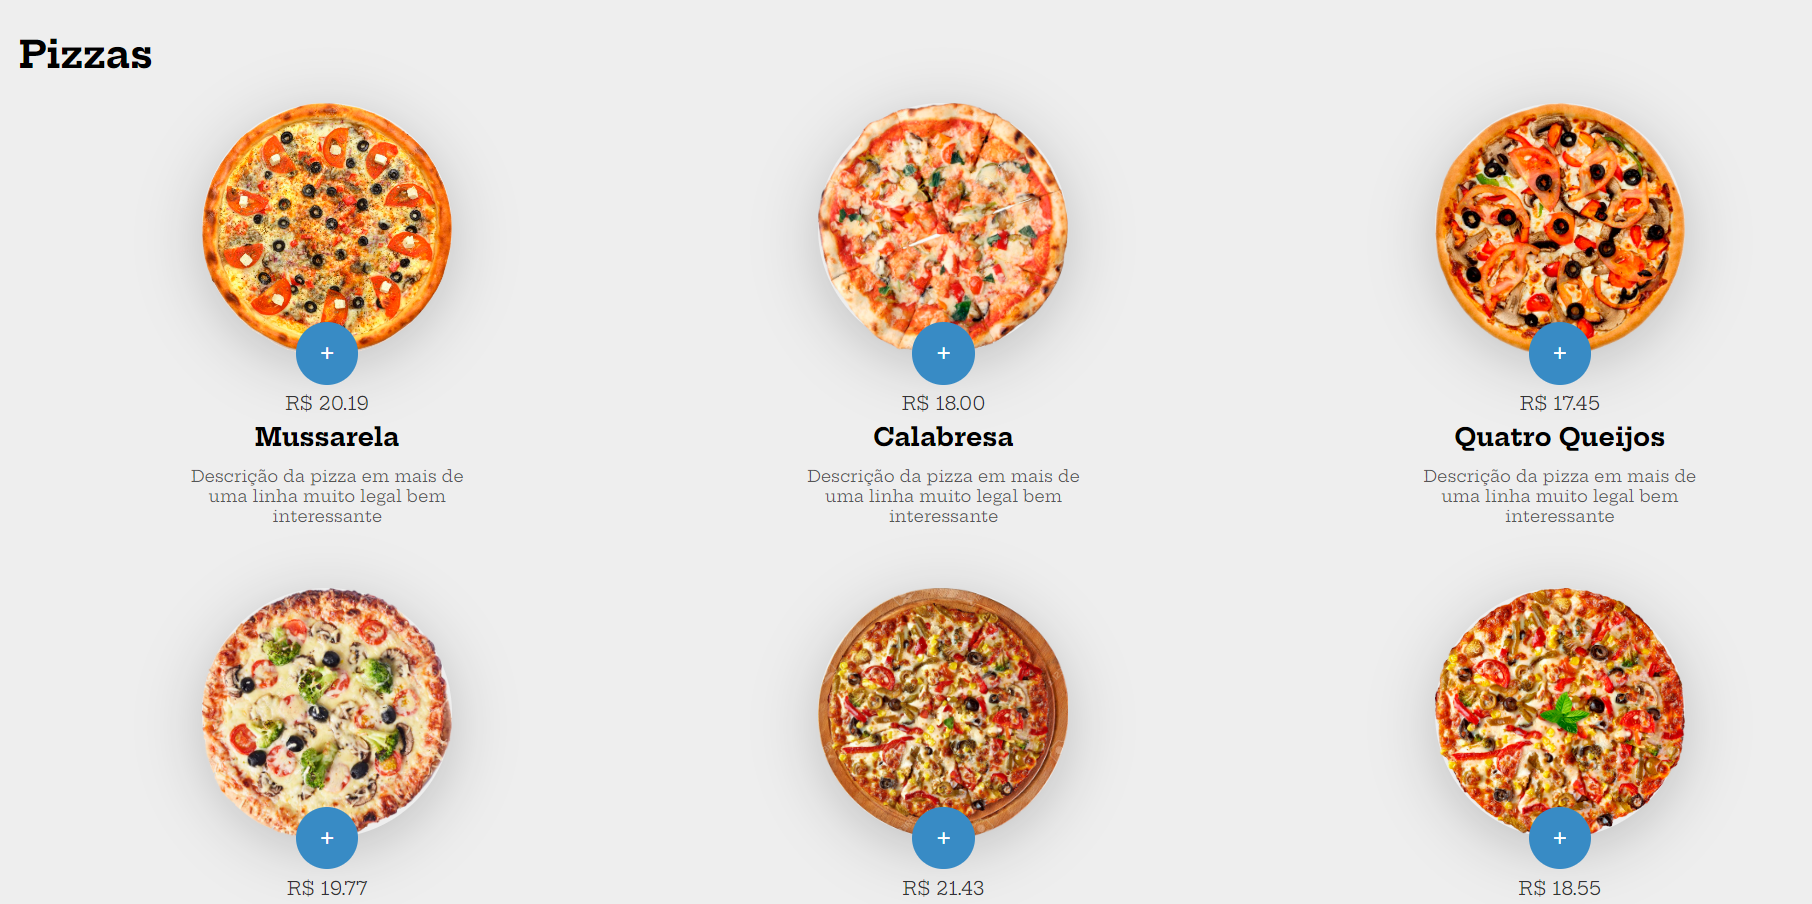 Pizzas
+
+
+
R$ 20.19
R$ 18.00
R$ 17.45
Mussarela
Calabresa
Quatro Queijos
Descrição da pizza em mais de
uma linha muito legal bem
interessante
Descrição da pizza em mais de
uma linha muito legal bem
interessante
Descrição da pizza em mais de
uma linha muito legal bem
interessante
+
+
+
R$ 19.77
R$ 21.43
R$ 18.55